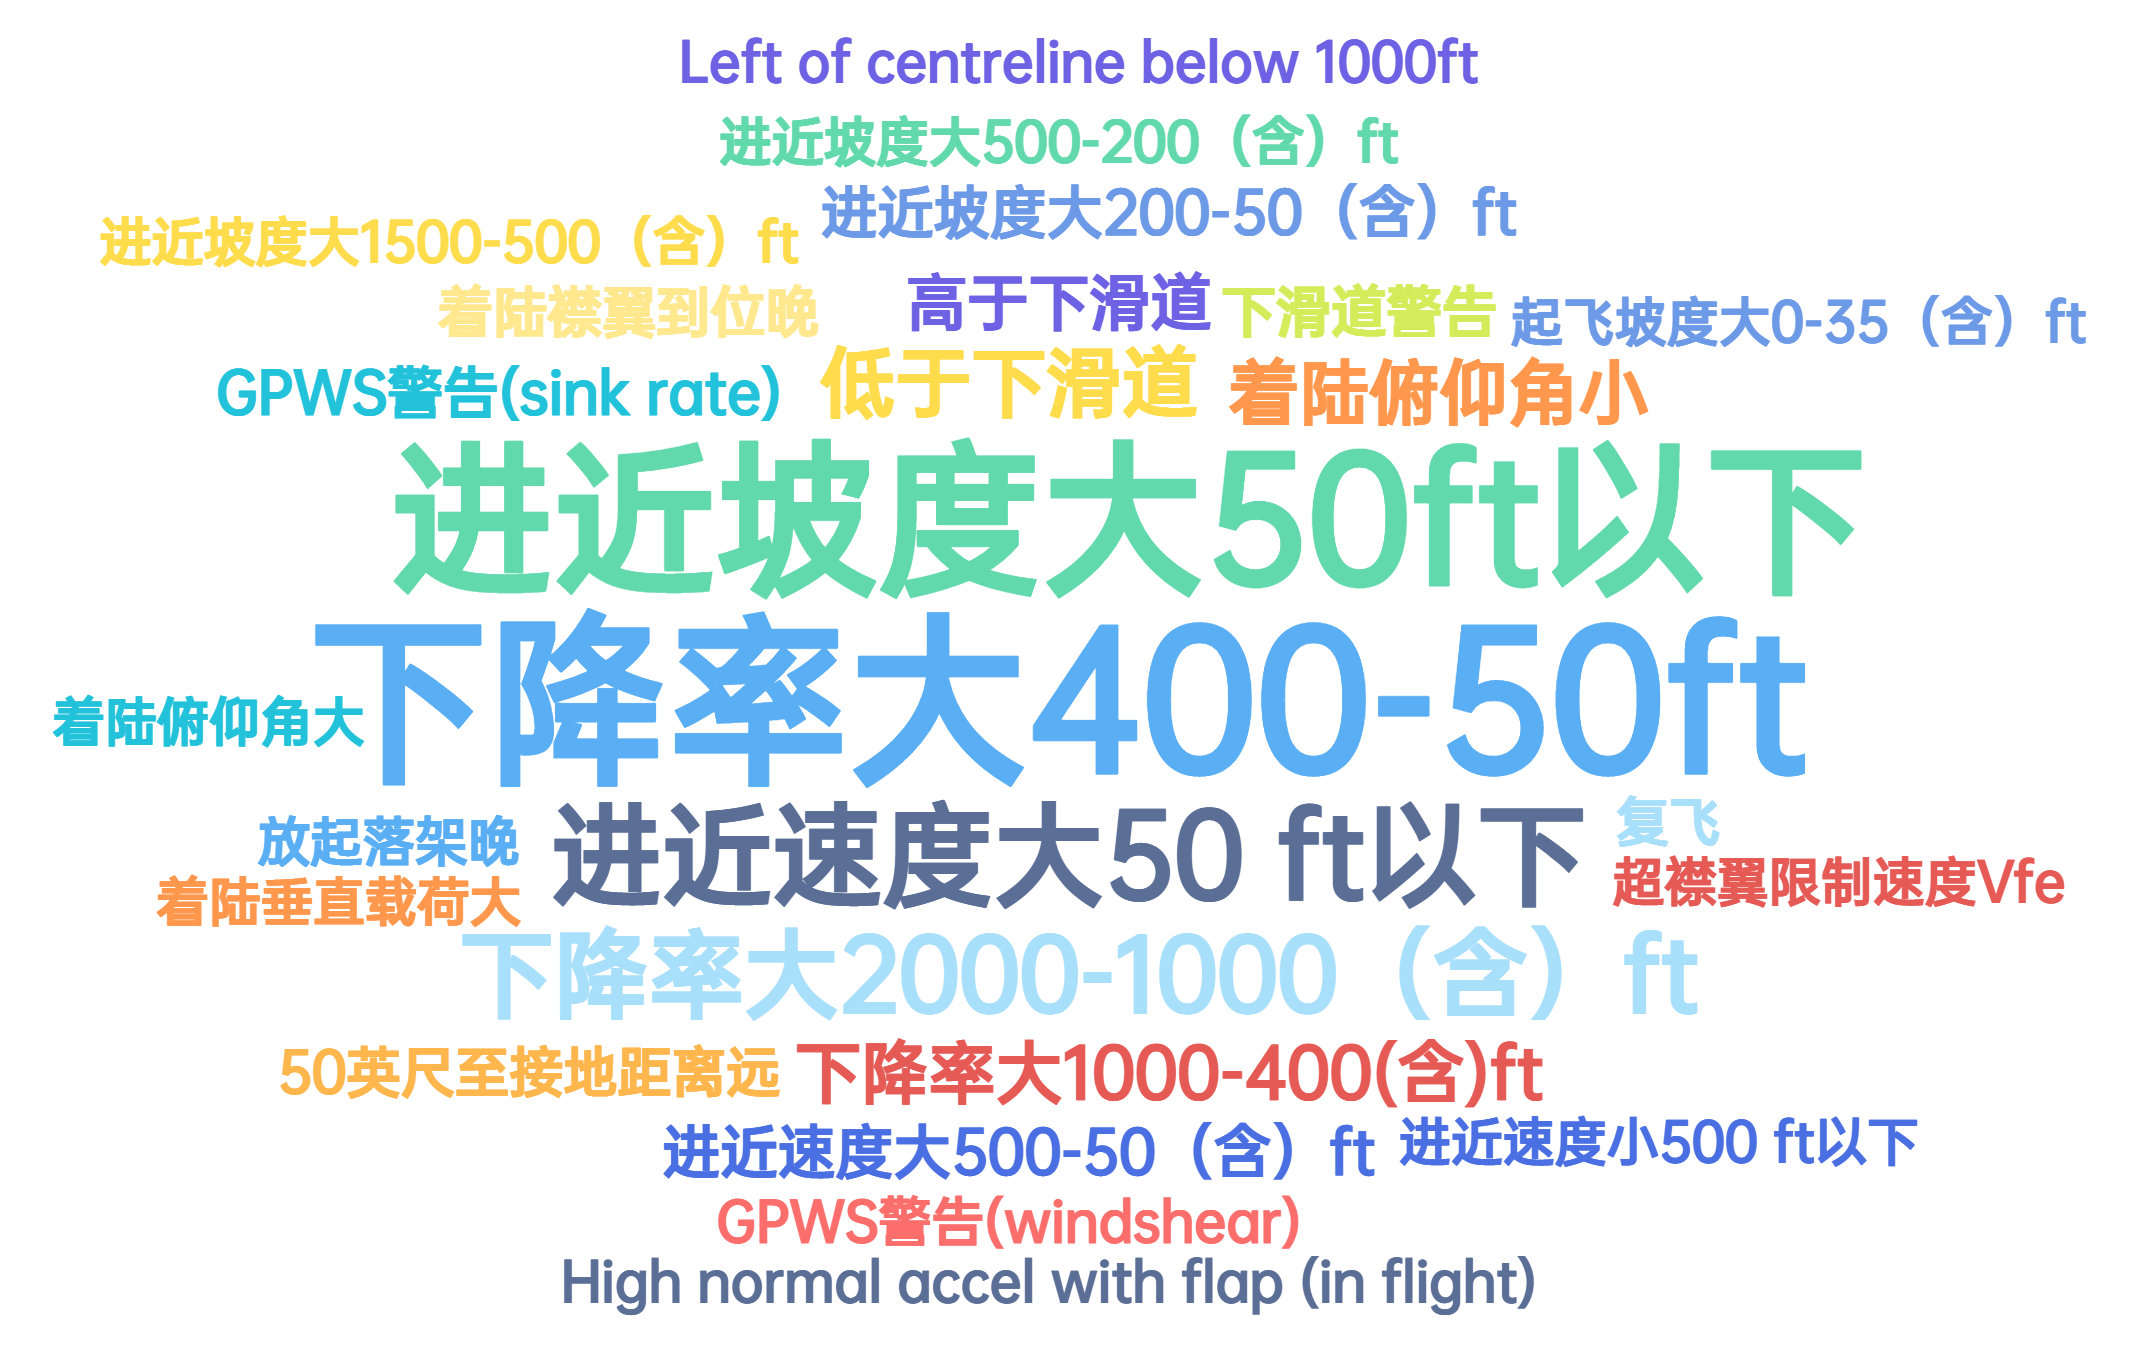 Left of centreline below 1000ft
进近坡度大500-200（含）ft
进近坡度大200-50（含）ft
进近坡度大1500-500（含）ft
着陆襟翼到位晚
高于下滑道
下滑道警告
起飞坡度大0-35（含）ft
GPWS警告(sink rate)
低于下滑道
着陆俯仰角小
进近坡度大50ft以下
下降率大400-50ft
着陆俯仰角大
放起落架晚
进近速度大50 ft以下
复飞
着陆垂直载荷大
超襟翼限制速度Vfe
下降率大2000-1000（含）ft
50英尺至接地距离远
下降率大1000-400(含)ft
进近速度大500-50（含）ft
进近速度小500 ft以下
GPWS警告(windshear)
High normal accel with flap (in flight)